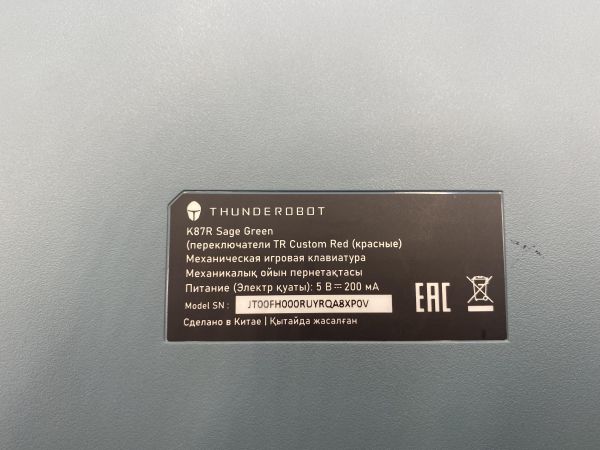 THUNDEROBOT
K87R Sage Green
(переключатели TR Custom Red (красные)
Механическая игровая клавиатура
Механикалық ойын пернетақтасы
Питание (Электр қуаты): 5 В⎓200 мА
Model SN : JT00FH000RUYRQA8XP0V
Сделано в Китае | Қытайда жасалған
EAC